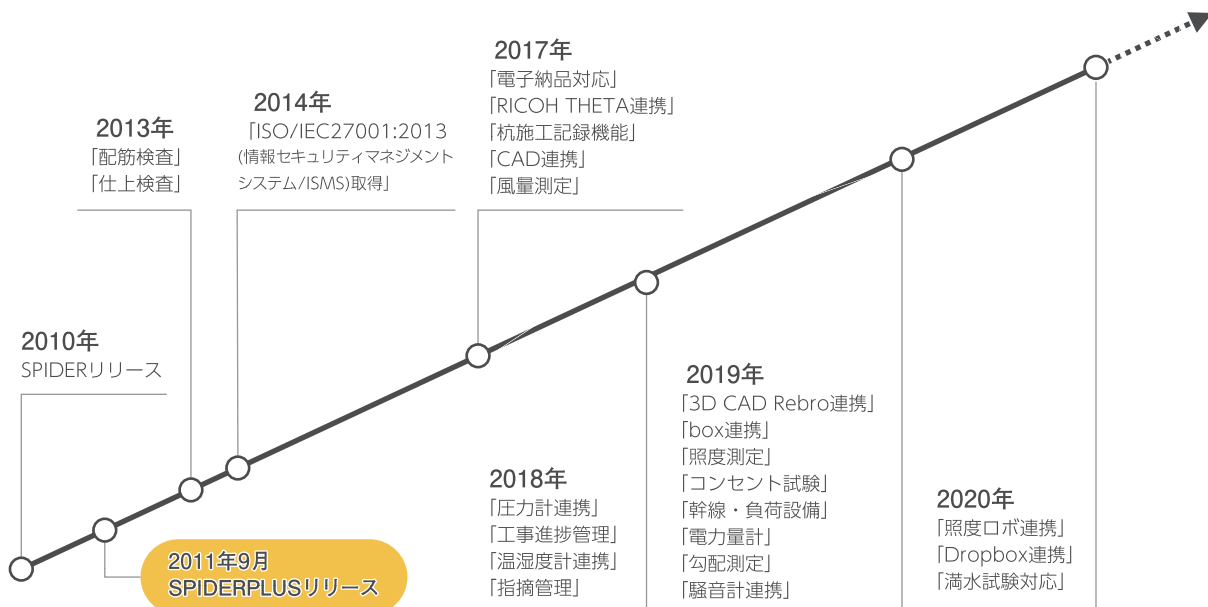 2010年
SPIDERリリース
2011年9月
SPIDERPLUSリリース
2013年
「配筋検査」
「仕上検査」
2014年
「ISO/IEC27001:2013
(情報セキュリティマネジメント
システム/ISMS)取得」
2017年
「電子納品対応」
「RICOH THETA連携」
「杭施工記録機能」
「CAD連携」
「風量測定」
2018年
「圧力計連携」
「工事進捗管理」
「温湿度計連携」
「指摘管理」
2019年
「3D CAD Rebro連携」
「box連携」
「照度測定」
「コンセント試験」
「幹線・負荷設備」
「電力量計」
「勾配測定」
「騒音計連携」
2020年
「照度ロボ連携」
「Dropbox連携」
「満水試験対応」